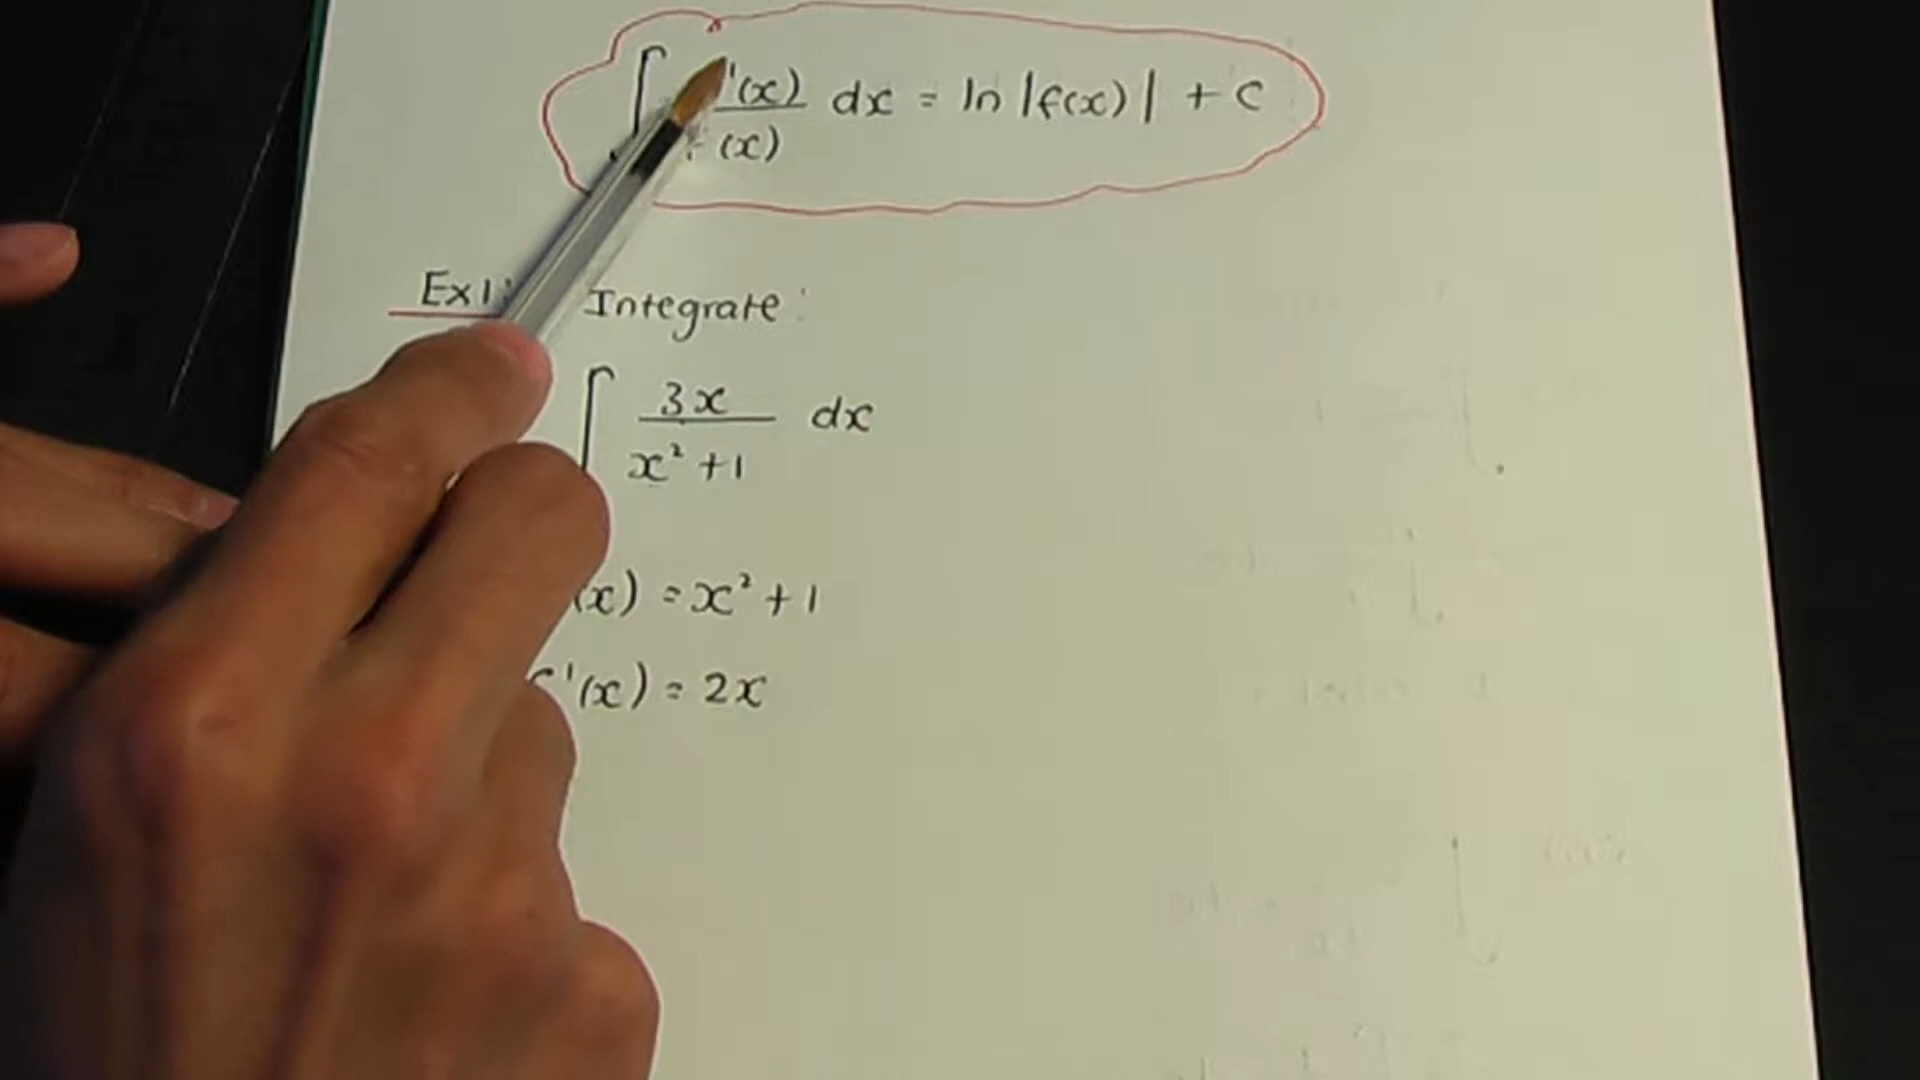 ∫ '(x)/(x) dx = ln |f(x)| + C
Ex1: Integrate:
∫ 3x/x²+1 dx
(x) = x² + 1
'(x) = 2x